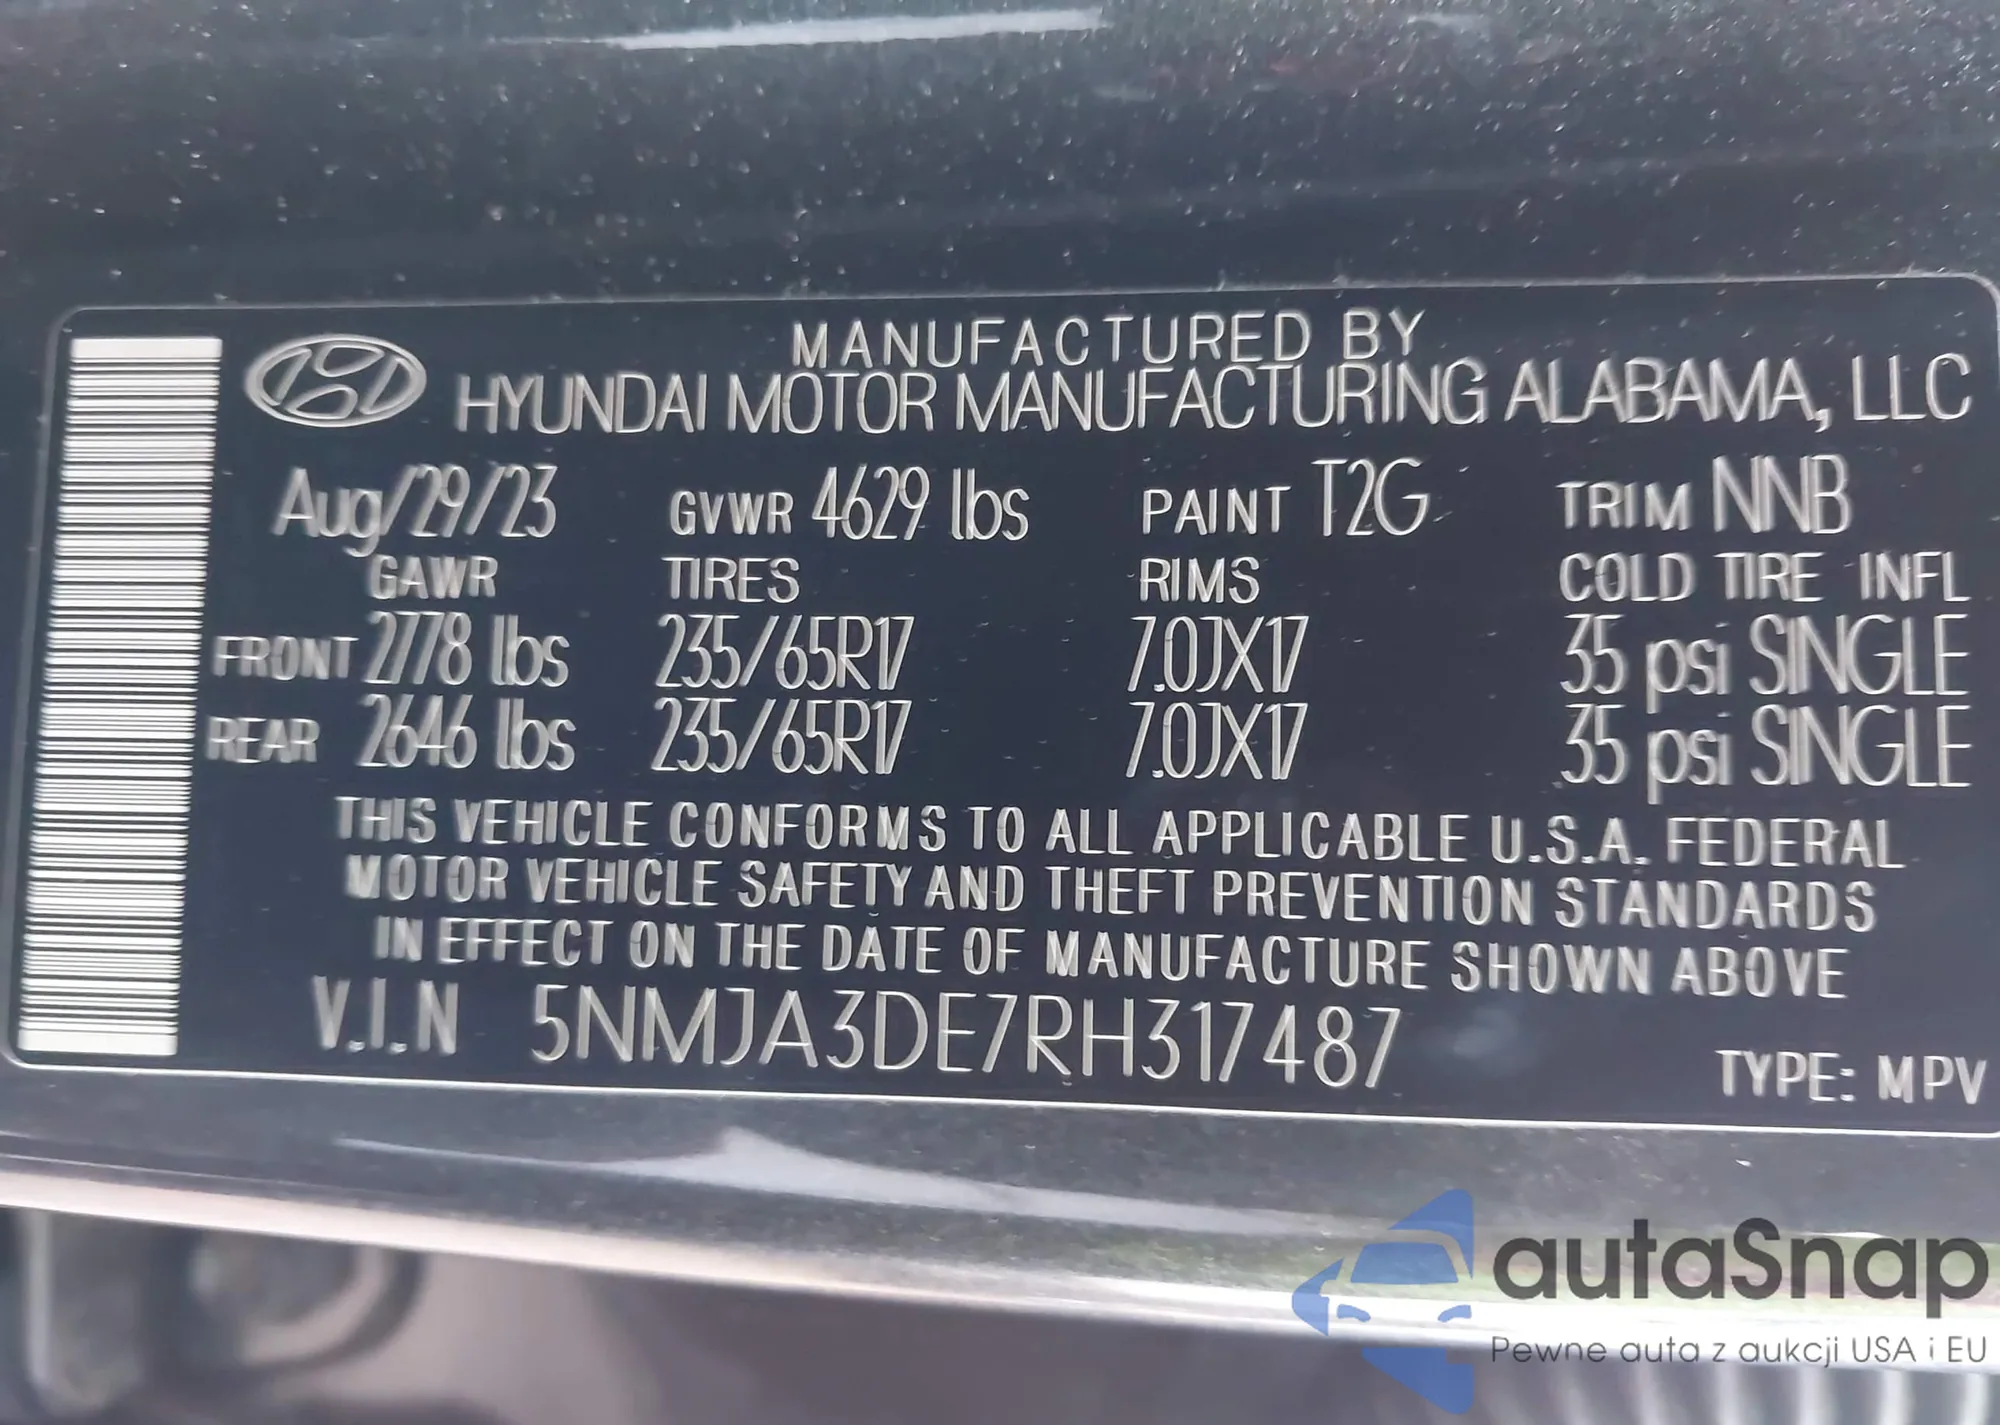 MANUFACTURED BY
HYUNDAI MOTOR MANUFACTURING ALABAMA, LLC
Aug/29/23 GVWR 4629 lbs PAINT T2G TRIM NNB
GAWR TIRES RIMS COLD TIRE INFL
FRONT 2778 lbs 235/65R17 7.0JX17 35 psi SINGLE
REAR 2646 lbs 235/65R17 7.0JX17 35 psi SINGLE
THIS VEHICLE CONFORMS TO ALL APPLICABLE U.S.A. FEDERAL
MOTOR VEHICLE SAFETY AND THEFT PREVENTION STANDARDS
IN EFFECT ON THE DATE OF MANUFACTURE SHOWN ABOVE
V.I.N 5NMJA3DE7RH317487
TYPE: MPV
autaSnap
Pewne auta z aukcji USA i EU